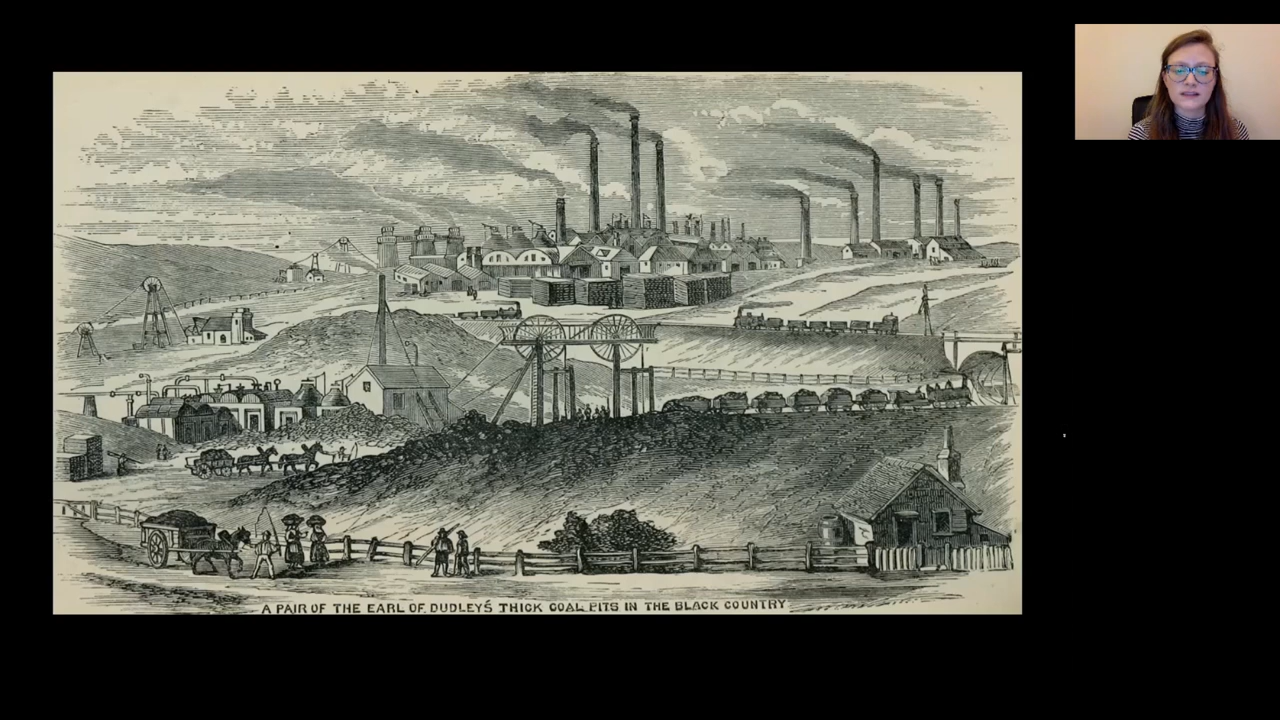 A PAIR OF THE EARL OF DUDLEY'S THICK COAL PITS IN THE BLACK COUNTRY